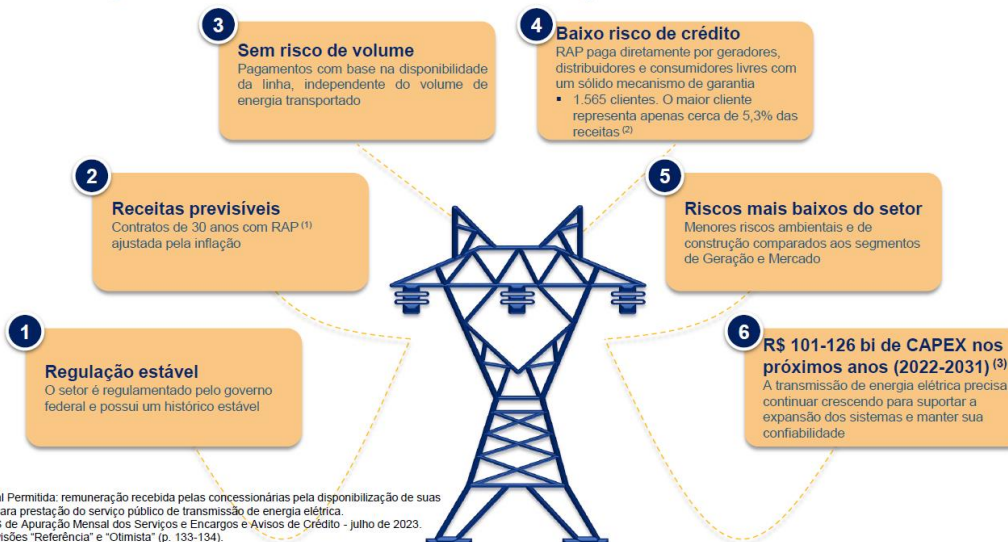 3
Sem risco de volume
Pagamentos com base na disponibilidade
da linha, independente do volume de
energia transportado
4
Baixo risco de crédito
RAP paga diretamente por geradores,
distribuidores e consumidores livres com
um sólido mecanismo de garantia
▪ 1.565 clientes. O maior cliente
representa apenas cerca de 5,3% das
receitas (2)
2
Receitas previsíveis
Contratos de 30 anos com RAP (1)
ajustada pela inflação
5
Riscos mais baixos do setor
Menores riscos ambientais e de
construção comparados aos segmentos
de Geração e Mercado
1
Regulação estável
O setor é regulamentado pelo governo
federal e possui um histórico estável
6
R$ 101-126 bi de CAPEX nos
próximos anos (2022-2031) (3)
A transmissão de energia elétrica precisa
continuar crescendo para suportar a
expansão dos sistemas e manter sua
confiabilidade
Permitida: remuneração recebida pelas concessionárias pela disponibilização de suas
para prestação do serviço público de transmissão de energia elétrica.
de Apuração Mensal dos Serviços e Encargos e Avisos de Crédito - julho de 2023.
"Referência" e "Otimista" (p. 133-134).